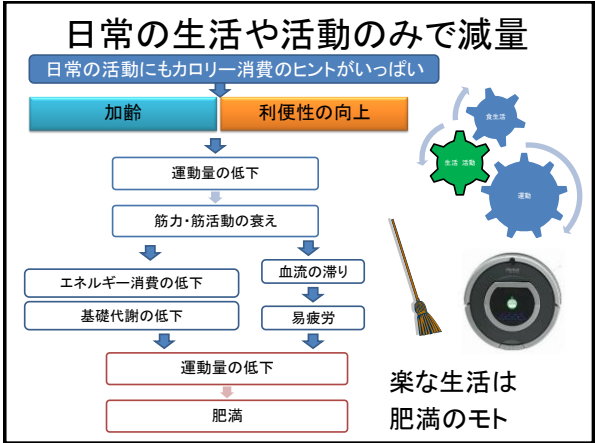 日常の生活や活動のみで減量
日常の活動にもカロリー消費のヒントがいっぱい
加齢
利便性の向上
食生活
生活 活動
運動
運動量の低下
筋力・筋活動の衰え
エネルギー消費の低下
血流の滞り
基礎代謝の低下
易疲労
運動量の低下
肥満
楽な生活は
肥満のモト